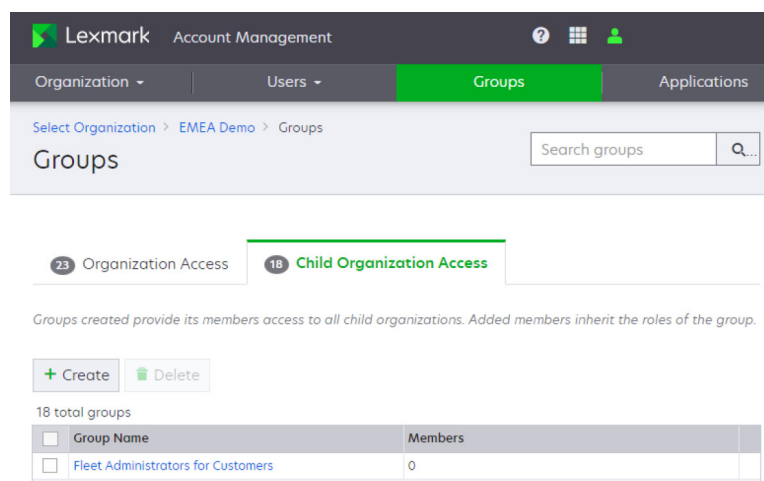 Lexmark Account Management
Organization Users Groups Applications
Select Organization > EMEA Demo > Groups
Groups
Search groups
...
23 Organization Access 18 Child Organization Access
Groups created provide its members access to all child organizations. Added members inherit the roles of the group.
+ Create Delete
18 total groups
Group Name Members
Fleet Administrators for Customers 0